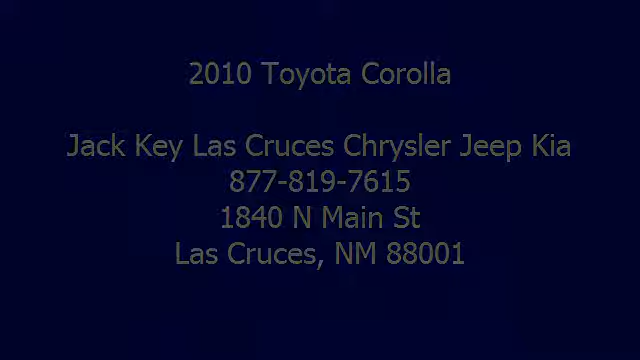 2010 Toyota Corolla
Jack Key Las Cruces Chrysler Jeep Kia
877-819-7615
1840 N Main St
Las Cruces, NM 88001